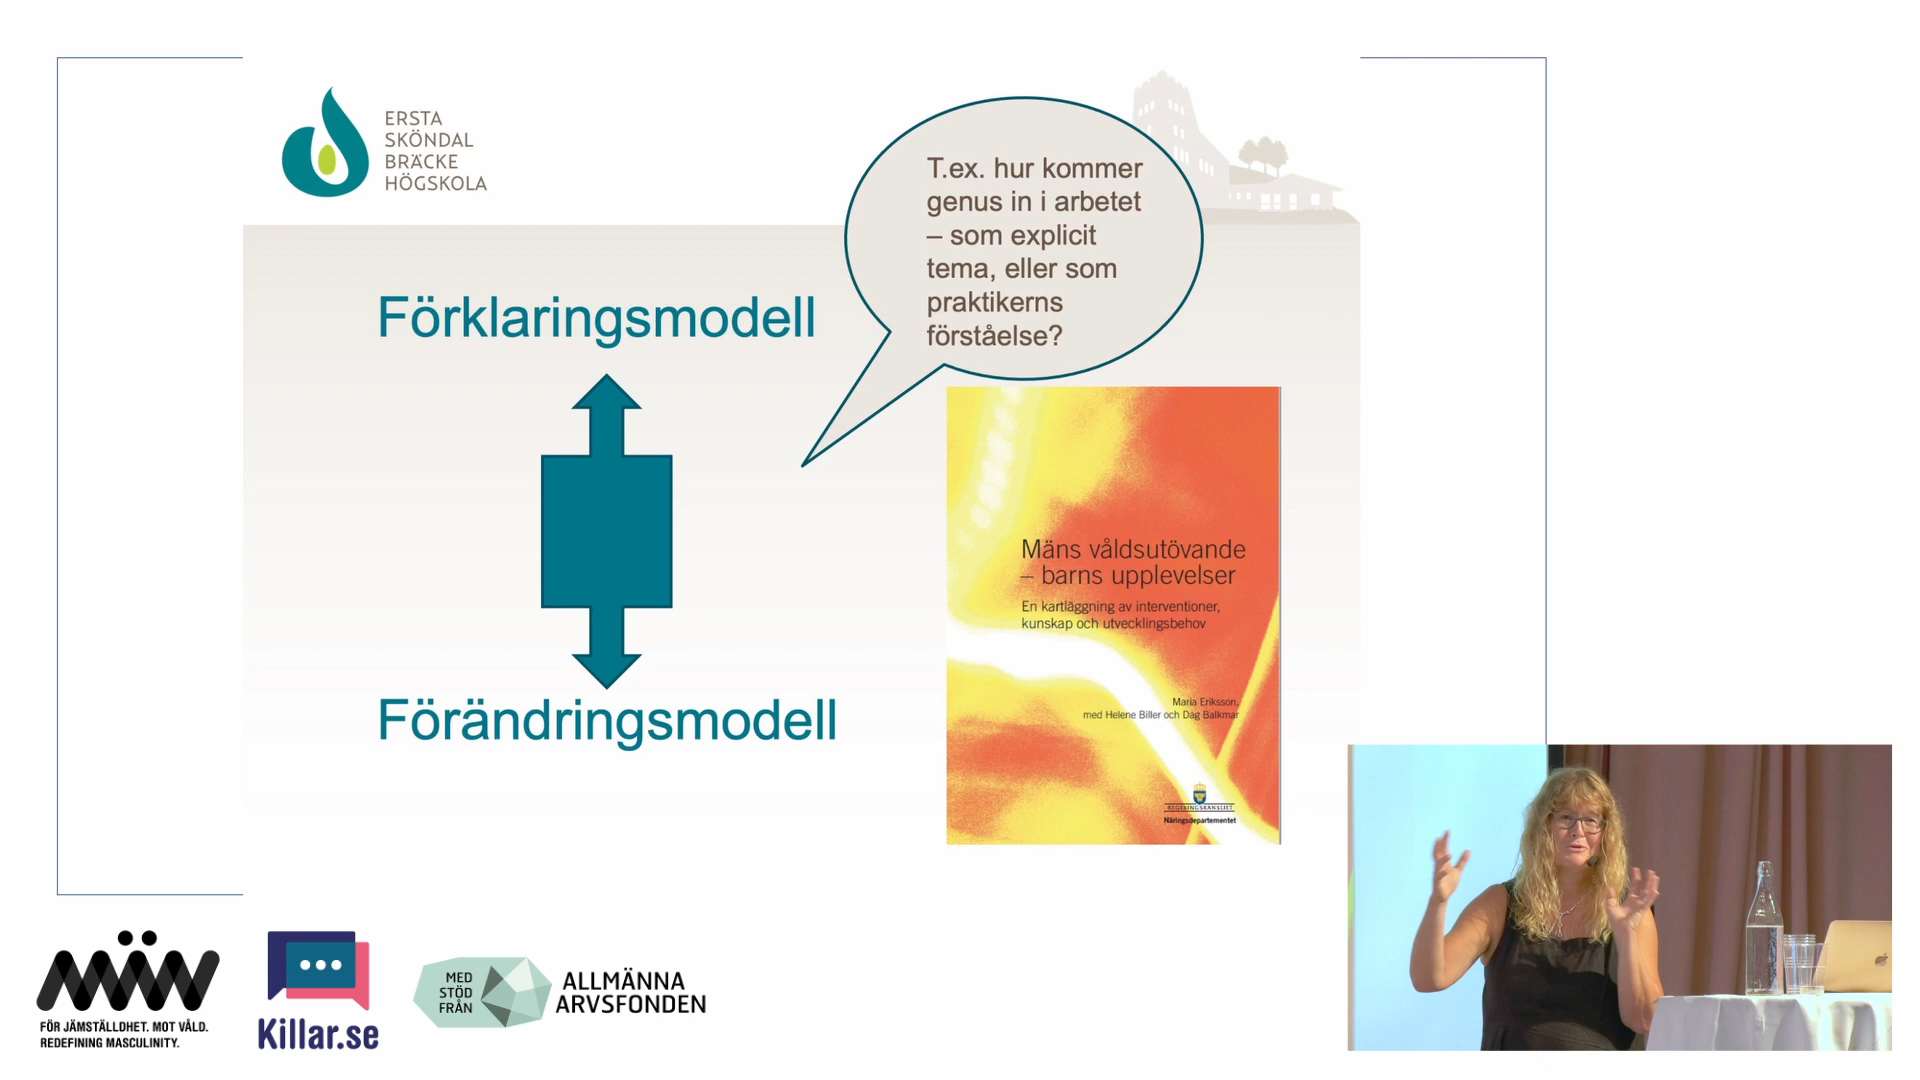 ERSTA
SKÖNDAL
BRÄCKE
HÖGSKOLA
T.ex. hur kommer
genus in i arbetet
– som explicit
tema, eller som
praktikerns
förståelse?
Förklaringsmodell
Förändringsmodell
Mäns våldsutövande
– barns upplevelser
En kartläggning av interventioner,
kunskap och utvecklingsbehov
Maria Eriksson,
med Helene Biller och Dag Balkmar
REGERINGSKANSLIET
Näringsdepartementet
MÄN
FÖR JÄMSTÄLLDHET. MOT VÅLD.
REDEFINING MASCULINITY.
Killar.se
MED
STÖD
FRÅN
ALLMÄNNA
ARVSFONDEN